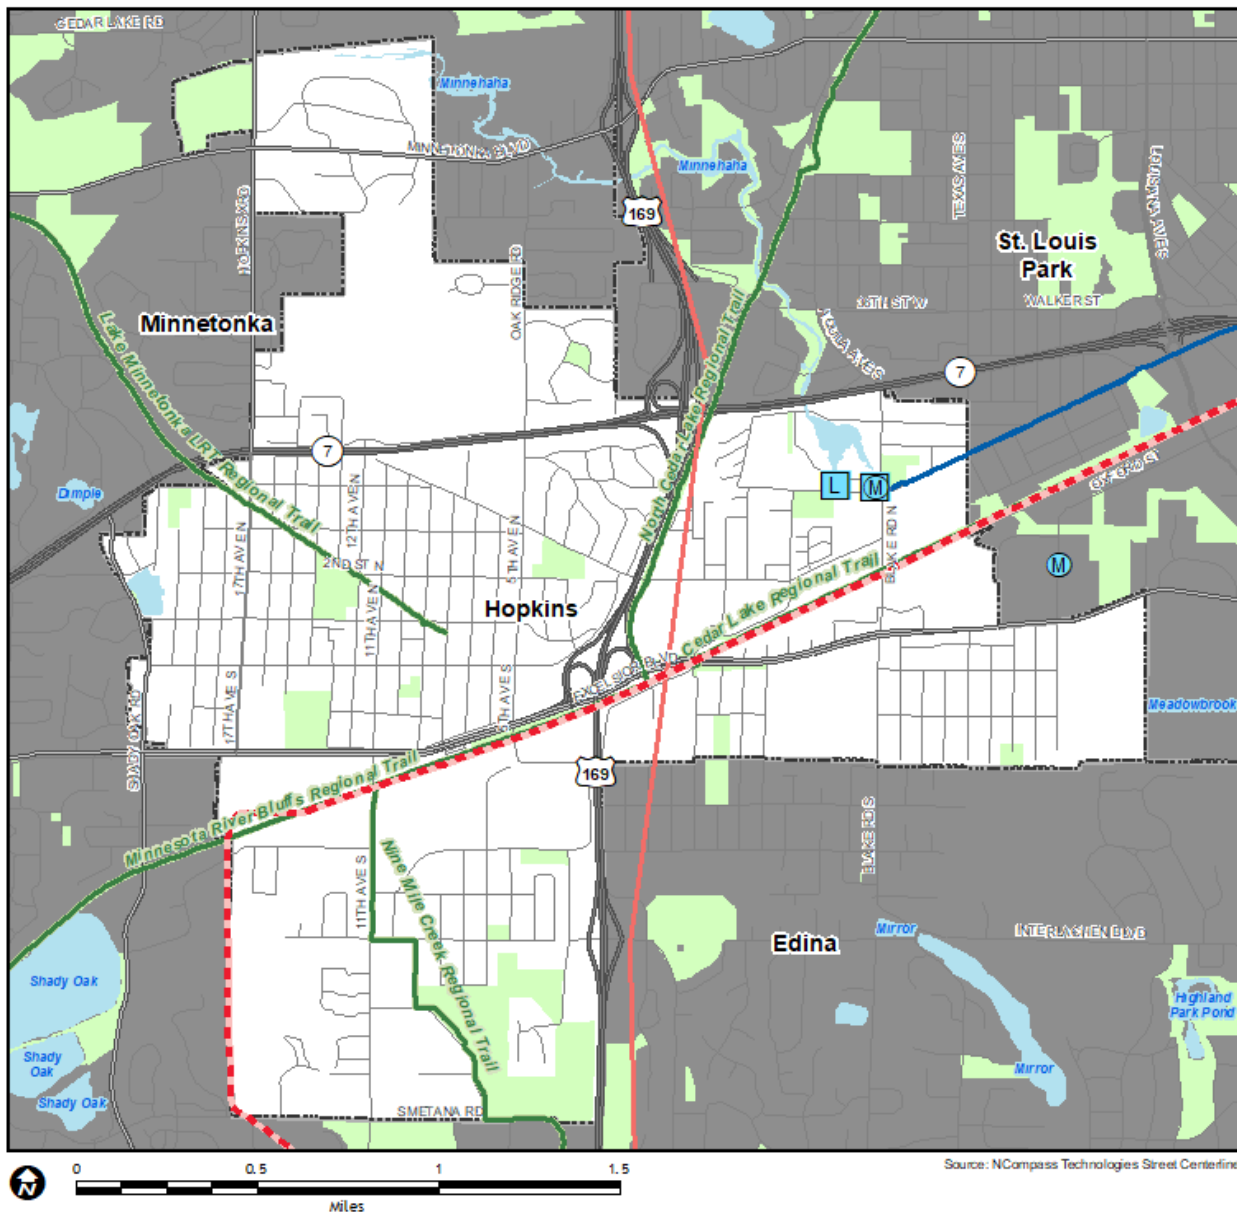 CEDAR LAKE RD
Minnehaha
MINNETONKA BLVD
Minnehaha
TEXAS AVE S
LOUISIANA AVE S
169
HOPKINS XRD
St. Louis
Park
OAK RIDGE RD
36TH ST W
WALKER ST
Minnetonka
Lake Minnetonka LRT Regional Trail
North Cedar Lake Regional Trail
7
7
Dimple
12TH AVE N
17TH AVE N
5TH AVE N
L
M
OXFORD ST
BLAKE RD N
2ND ST N
M
11TH AVE N
Hopkins
Cedar Lake Regional Trail
EXCELSIOR BLVD
17TH AVE S
5TH AVE S
SHADY OAK RD
Meadowbrook
169
Minnesota River Bluffs Regional Trail
BLAKE RD S
11TH AVE S
Nine Mile Creek Regional Trail
Edina
Mirror
INTERLACHEN BLVD
Shady Oak
Highland
Park Pond
Shady
Oak
Mirror
Shady Oak
SMETANA RD
N
0 0.5 1 1.5
Miles
Source: NCompass Technologies Street Centerline